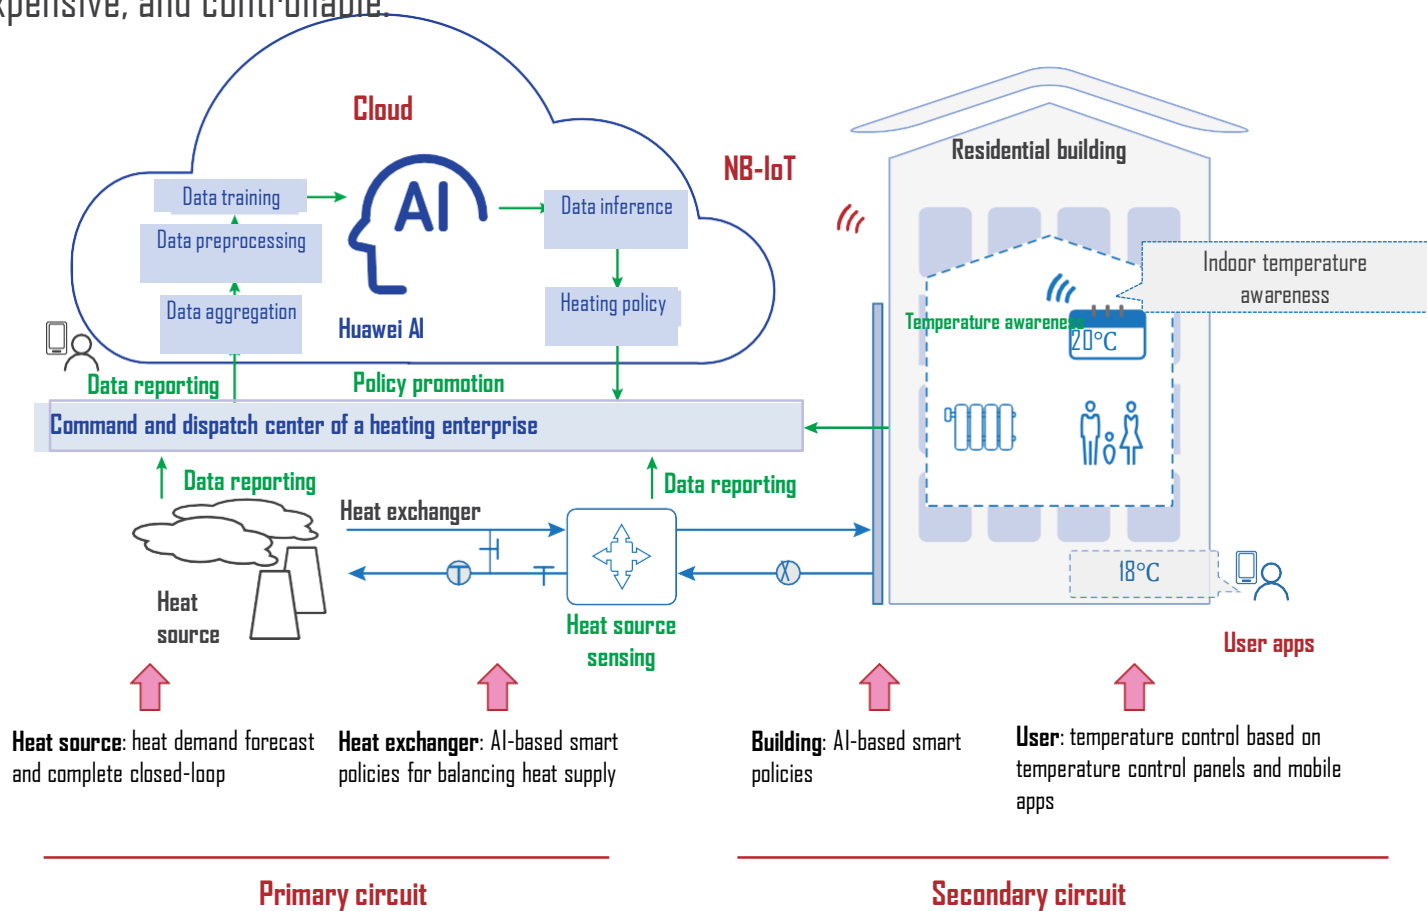 xpensive, and controllable.
Cloud
NB-IoT
Residential building
Data training
AI
Data inference
Data preprocessing
Indoor temperature
awareness
Data aggregation
Huawei AI
Heating policy
Temperature awareness
20°C
Data reporting
Policy promotion
Command and dispatch center of a heating enterprise
Data reporting
Data reporting
Heat exchanger
18°C
Heat
source
Heat source
sensing
User apps
Heat source: heat demand forecast
and complete closed-loop
Heat exchanger: AI-based smart
policies for balancing heat supply
Building: AI-based smart
policies
User: temperature control based on
temperature control panels and mobile
apps
Primary circuit
Secondary circuit